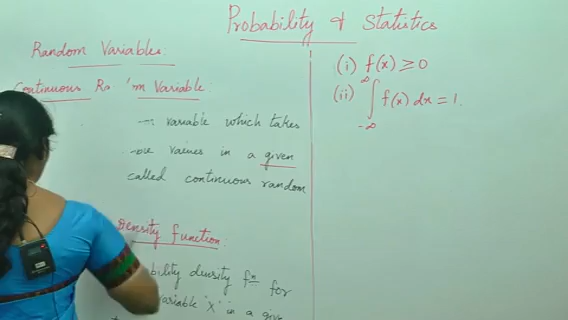 Probability & Statistics
Random Variables:
Continuous Variable:
variable which takes
values in a given
called continuous random
Density function:
density fn for
variable 'x' in a
(i) f(x) ≥ 0
(ii) ∫_{-∞}^{∞} f(x) dx = 1.